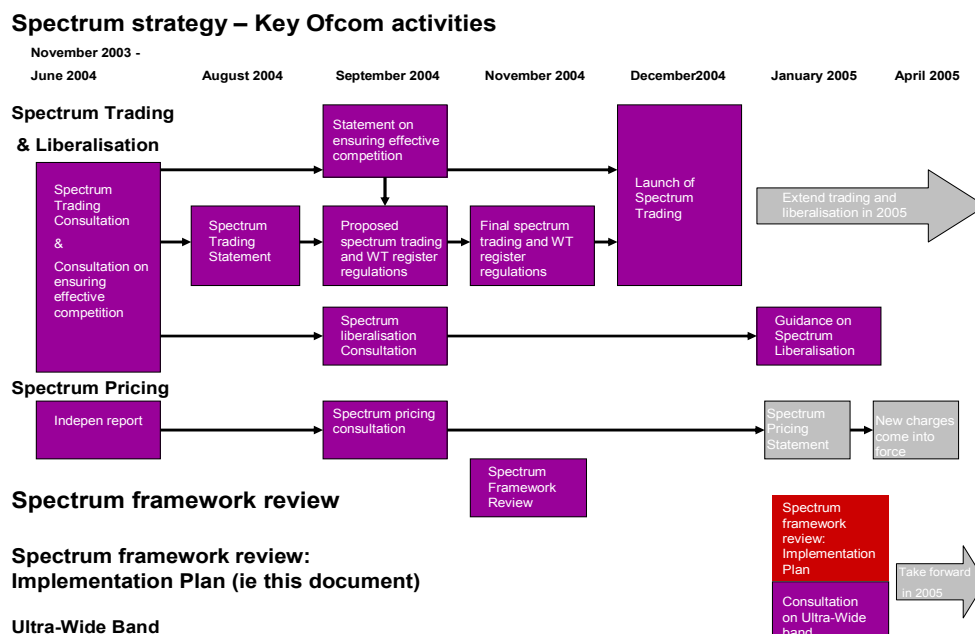 Spectrum strategy – Key Ofcom activities
November 2003 -
June 2004
August 2004
September 2004
November 2004
December2004
January 2005
April 2005
Spectrum Trading
& Liberalisation
Spectrum
Trading
Consultation
&
Consultation on
ensuring
effective
competition
Spectrum
Trading
Statement
Statement on
ensuring effective
competition
Proposed
spectrum trading
and WT register
regulations
Final spectrum
trading and WT
register
regulations
Launch of
Spectrum
Trading
Extend trading and
liberalisation in 2005
Spectrum
liberalisation
Consultation
Guidance on
Spectrum
Liberalisation
Spectrum Pricing
Indepen report
Spectrum pricing
consultation
Spectrum
Pricing
Statement
New charges
come into
force
Spectrum framework review
Spectrum
Framework
Review
Spectrum framework review:
Implementation Plan (ie this document)
Spectrum
framework
review:
Implementation
Plan
Take forward
in 2005
Ultra-Wide Band
Consultation
on Ultra-Wide
band